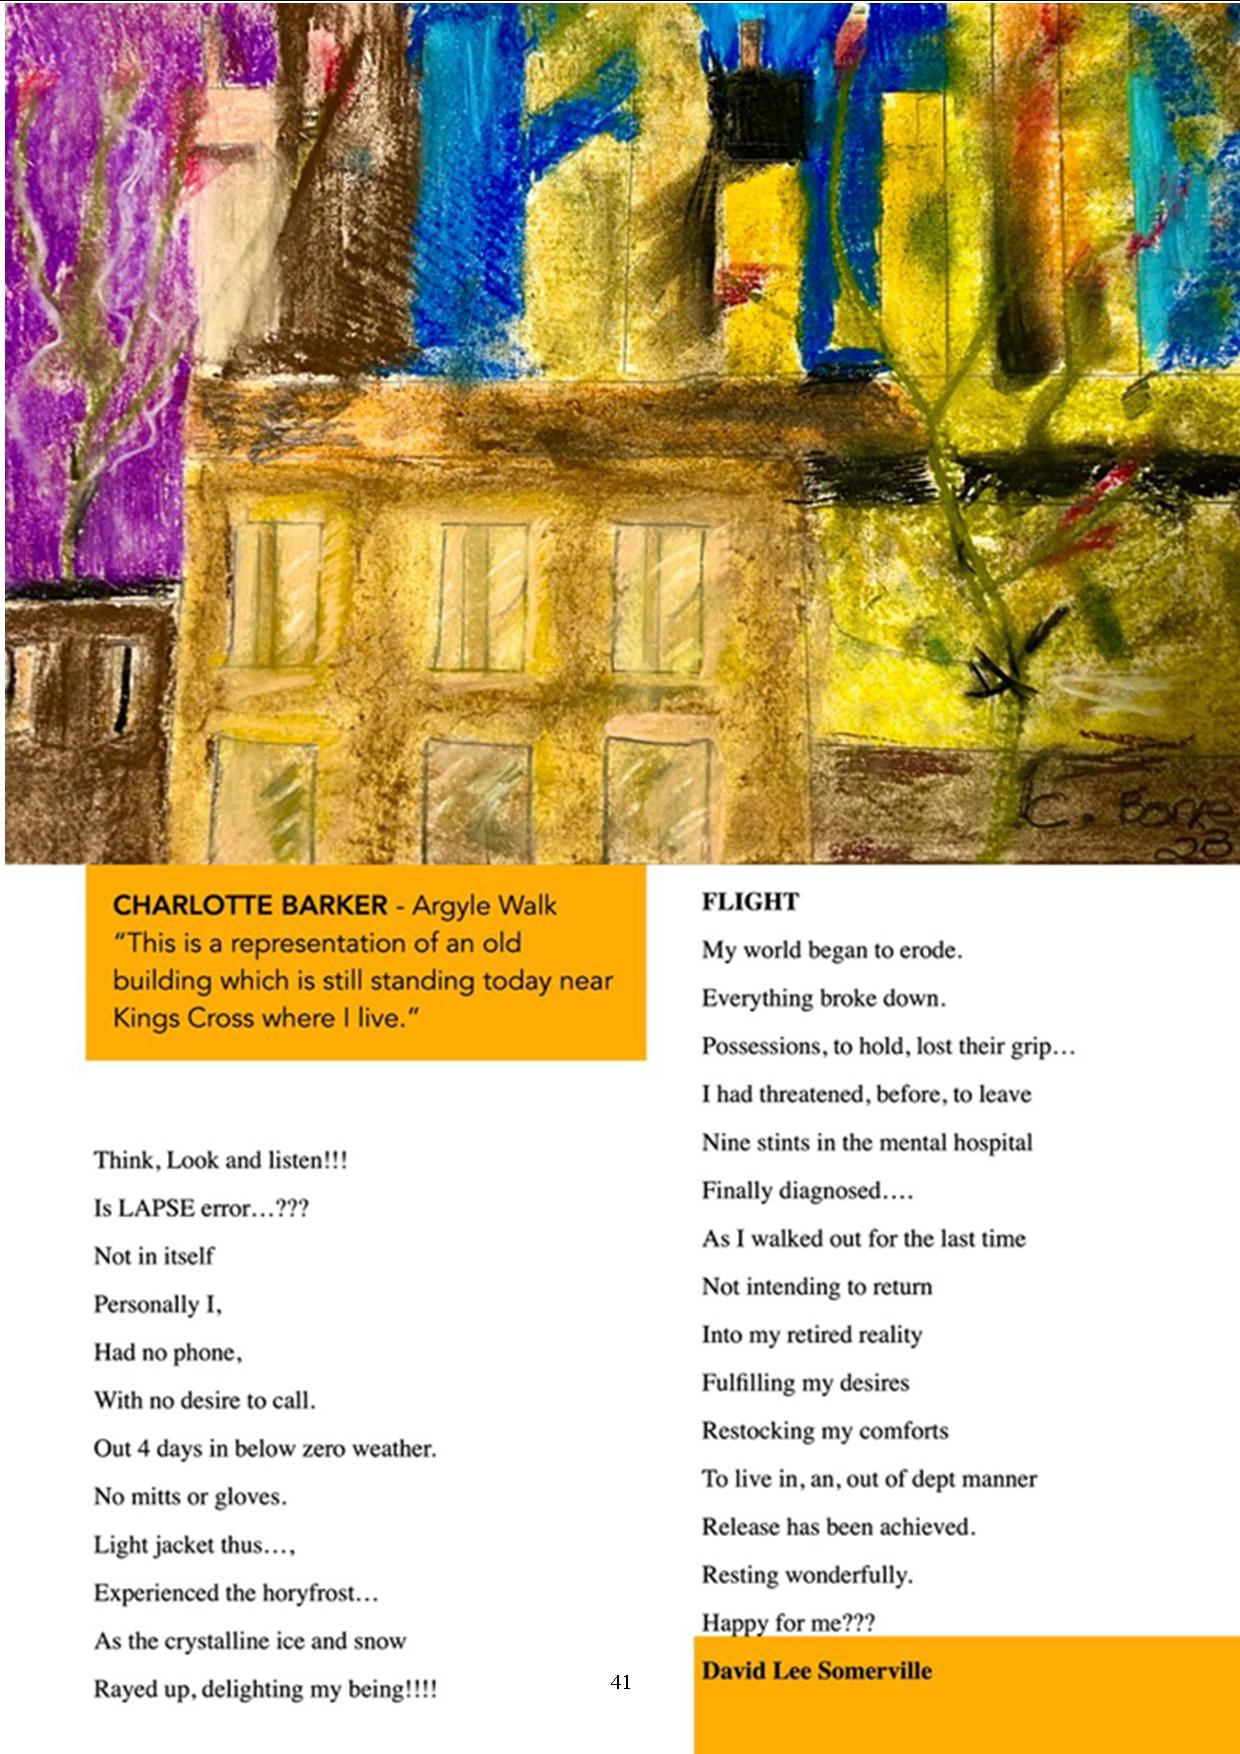 C. Barke
23
CHARLOTTE BARKER - Argyle Walk
“This is a representation of an old
building which is still standing today near
Kings Cross where I live.”
Think, Look and listen!!!
Is LAPSE error…???
Not in itself
Personally I,
Had no phone,
With no desire to call.
Out 4 days in below zero weather.
No mitts or gloves.
Light jacket thus…,
Experienced the horyfrost…
As the crystalline ice and snow
Rayed up, delighting my being!!!!
FLIGHT
My world began to erode.
Everything broke down.
Possessions, to hold, lost their grip…
I had threatened, before, to leave
Nine stints in the mental hospital
Finally diagnosed….
As I walked out for the last time
Not intending to return
Into my retired reality
Fulfilling my desires
Restocking my comforts
To live in, an, out of dept manner
Release has been achieved.
Resting wonderfully.
Happy for me???
David Lee Somerville
41